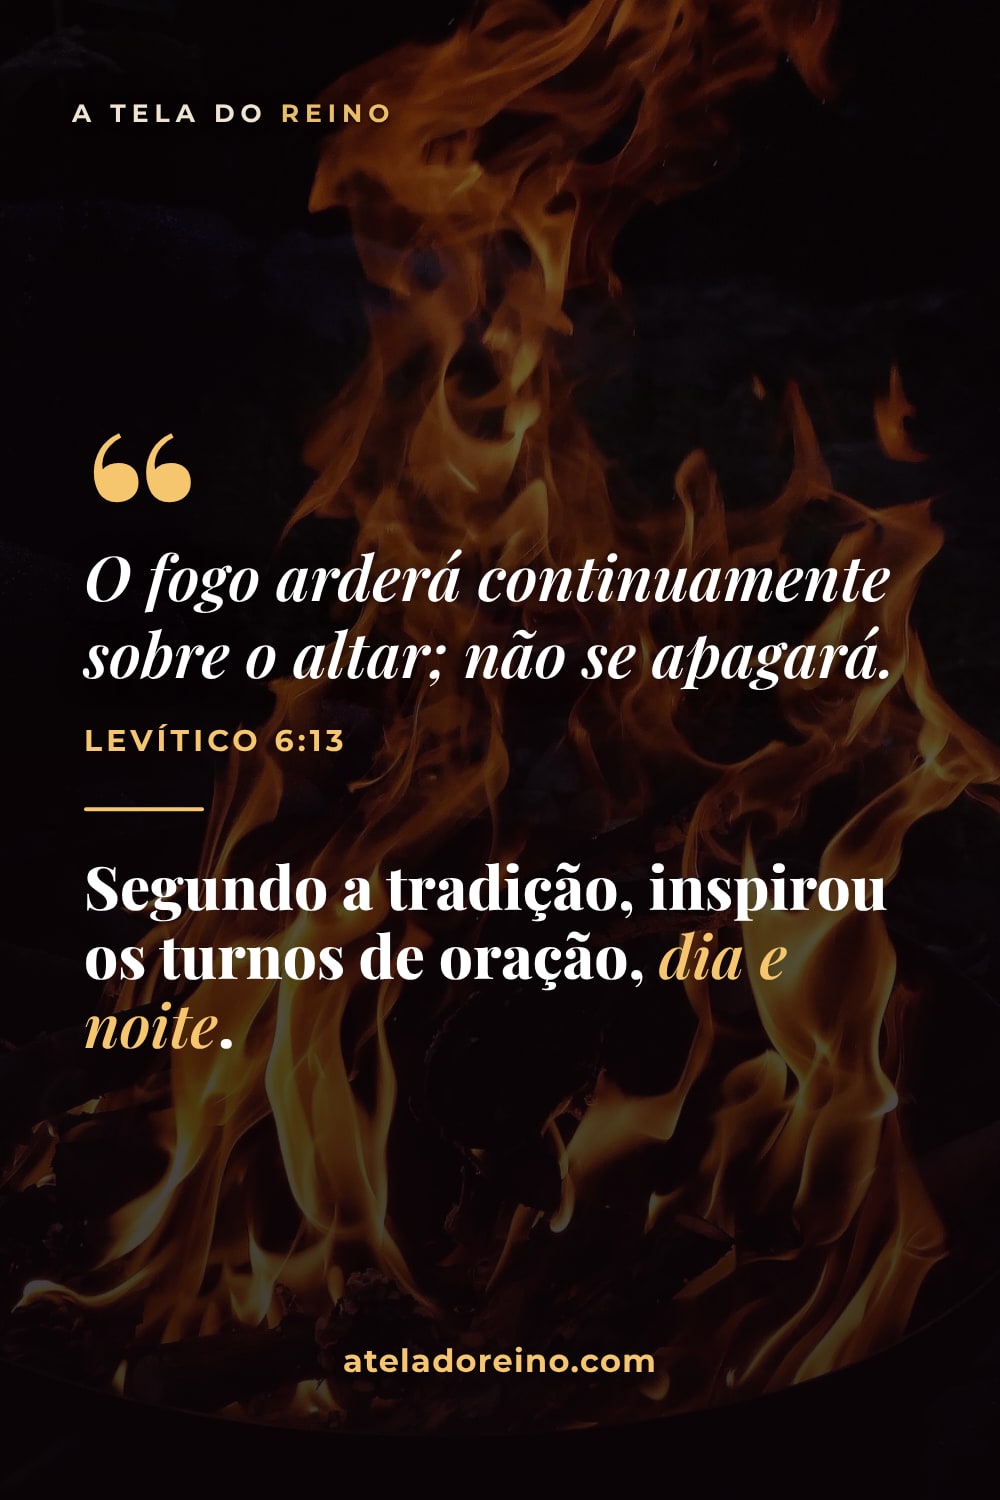 A TELA DO REINO
“
O fogo arderá continuamente
sobre o altar; não se apagará.
LEVÍTICO 6:13
Segundo a tradição, inspirou
os turnos de oração, dia e
noite.
ateladoreino.com